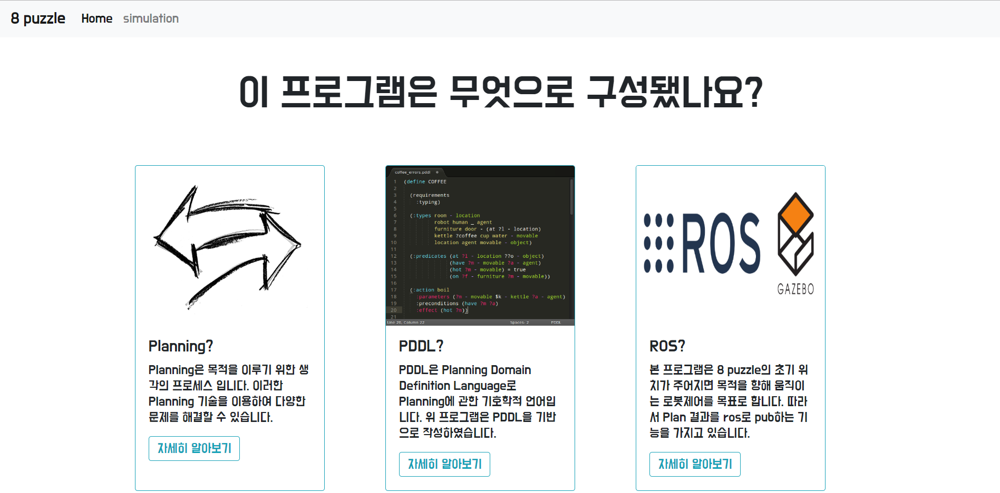 8 puzzle Home simulation
이 프로그램은 무엇으로 구성됐나요?
Planning?
Planning은 목적을 이루기 위한 생
각의 프로세스 입니다. 이러한
Planning 기술을 이용하여 다양한
문제를 해결할 수 있습니다.
자세히 알아보기
coffee_errors.pddl
1 (define COFFEE
2
3 (requirements
4 :typing)
5
6 (:types room - location
7 robot human _ agent
8 furniture door - (at ?l - location)
9 kettle ?coffee cup water - movable
10 location agent movable - object)
11
12 (:predicates (at ?l - location ??o - object)
13 (have ?m - movable ?a - agent)
14 (hot ?m - movable) = true
15 (on ?f - furniture ?m - movable))
16
17 (:action boil
18 :parameters (?m - movable $k - kettle ?a - agent)
19 :preconditions (have ?m ?a)
20 :effect (hot ?m))
21
Line 20, Column 22 Spaces: 2 PDDL
PDDL?
PDDL은 Planning Domain
Definition Language로
Planning에 관한 기호학적 언어입
니다. 위 프로그램은 PDDL을 기반
으로 작성하였습니다.
자세히 알아보기
ROS
GAZEBO
ROS?
본 프로그램은 8 puzzle의 초기 위
치가 주어지면 목적을 향해 움직이
는 로봇제어를 목표로 합니다. 따라
서 Plan 결과를 ros로 pub하는 기
능을 가지고 있습니다.
자세히 알아보기